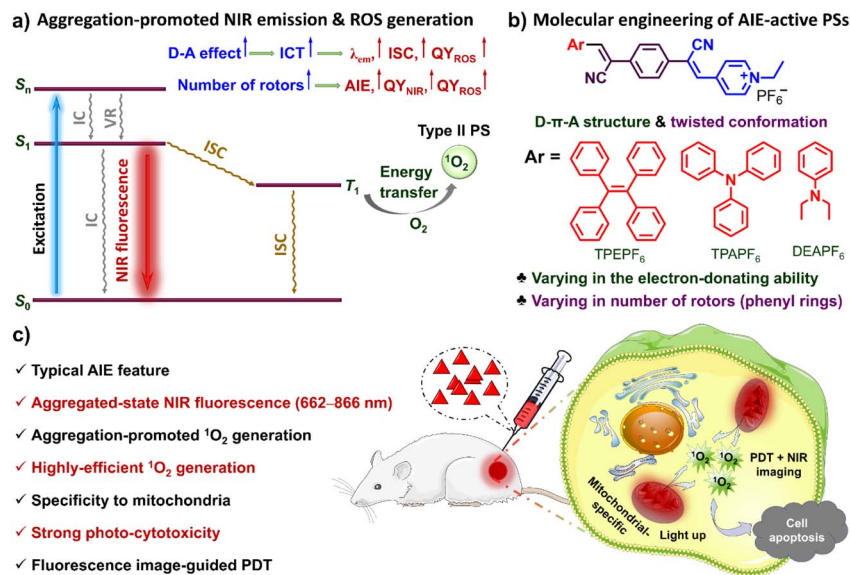 a) Aggregation-promoted NIR emission & ROS generation
D-A effect ICT λem, ISC, QYROS
Number of rotors AIE, QYNIR, QYROS
Sn
IC
VR
S1
ISC
Type II PS
1O2
Energy
transfer
O2
T1
Excitation
IC
NIR fluorescence
ISC
S0
b) Molecular engineering of AIE-active PSs
Ar
CN
NC
N+
PF6−
D-π-A structure & twisted conformation
Ar =
N
N
TPEPF6
TPAPF6
DEAPF6
♣ Varying in the electron-donating ability
♣ Varying in number of rotors (phenyl rings)
c)
✓ Typical AIE feature
✓ Aggregated-state NIR fluorescence (662–866 nm)
✓ Aggregation-promoted 1O2 generation
✓ Highly-efficient 1O2 generation
✓ Specificity to mitochondria
✓ Strong photo-cytotoxicity
✓ Fluorescence image-guided PDT
1O2
1O2
1O2
PDT + NIR
imaging
Mitochondrial-
specific
Light up
Cell
apoptosis